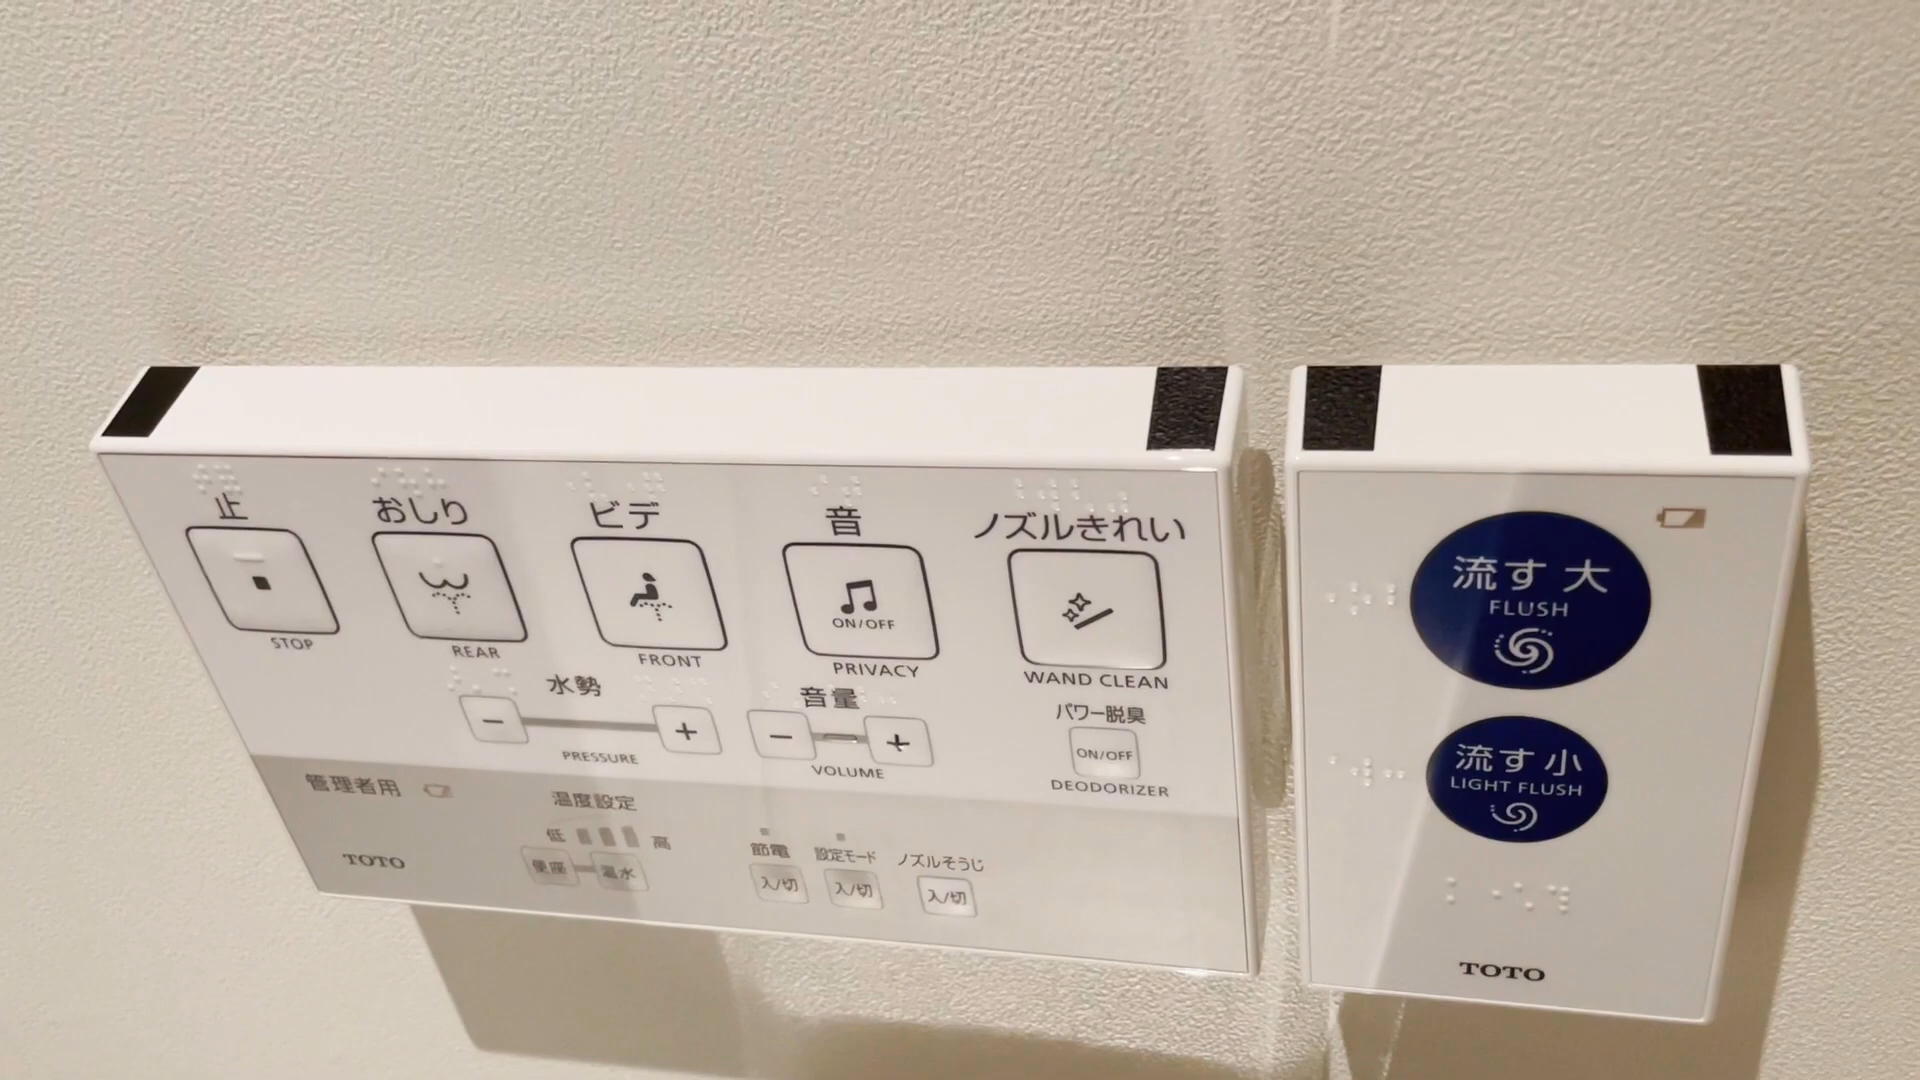 止 おしり ビデ 音 ノズルきれい
ON/OFF
STOP REAR FRONT PRIVACY WAND CLEAN
水勢 音量 パワー脱臭
− + − + ON/OFF
PRESSURE VOLUME DEODORIZER
管理者用 温度設定
低 高
便座 温水
節電 設定モード ノズルそうじ
入/切 入/切 入/切
TOTO
流す 大
FLUSH
流す 小
LIGHT FLUSH
TOTO